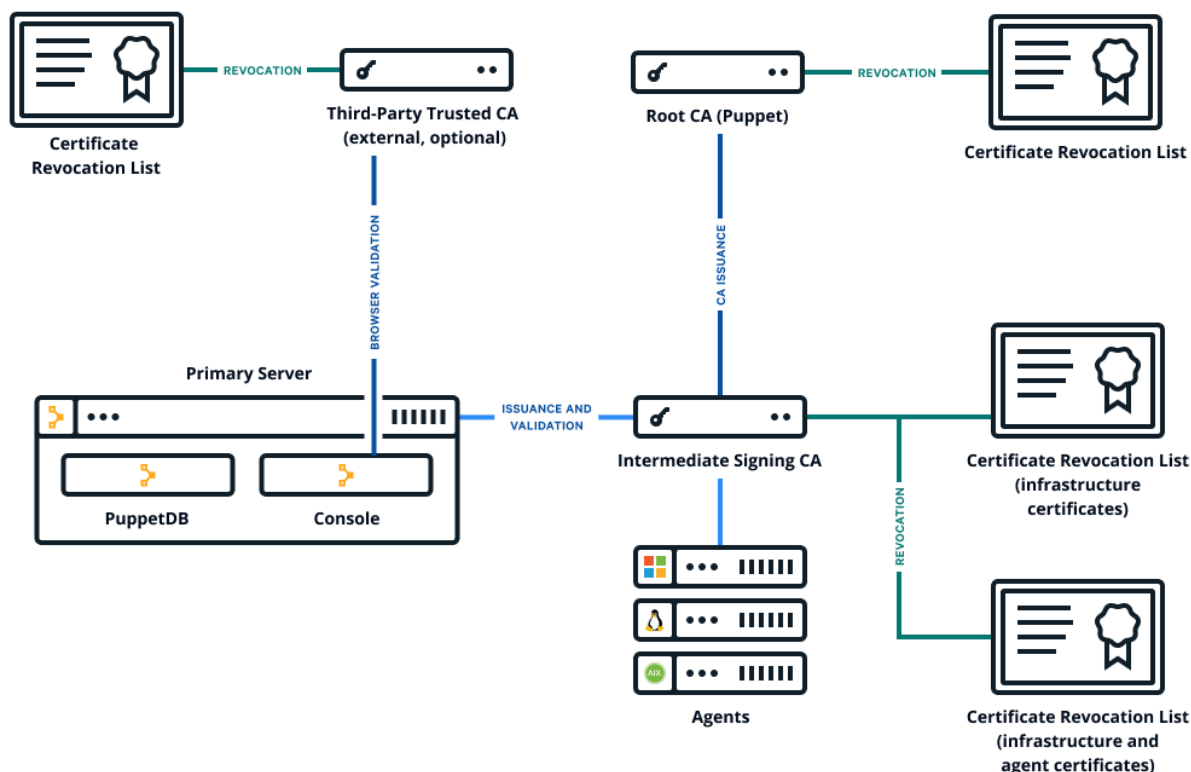 REVOCATION
Certificate
Revocation List
Third-Party Trusted CA
(external, optional)
Root CA (Puppet)
REVOCATION
Certificate Revocation List
BROWSER VALIDATION
CA ISSUANCE
Primary Server
ISSUANCE AND
VALIDATION
PuppetDB
Console
Intermediate Signing CA
Certificate Revocation List
(infrastructure
certificates)
REVOCATION
AIX
Agents
Certificate Revocation List
(infrastructure and
agent certificates)